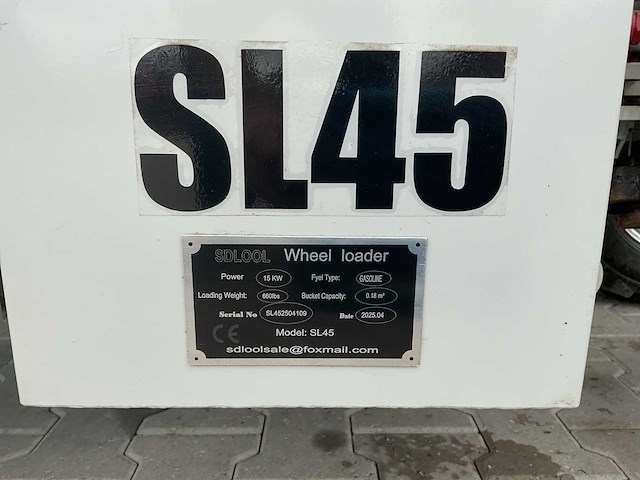 SL45
SDLOOL Wheel loader
Power 15 KW Fyel Type: GASOLINE
Loading Weight: 660lbs Bucket Capacity: 0.18 m³
Serial No SL452504109 Date 2025.04
CE Model: SL45
sdloolsale@foxmail.com